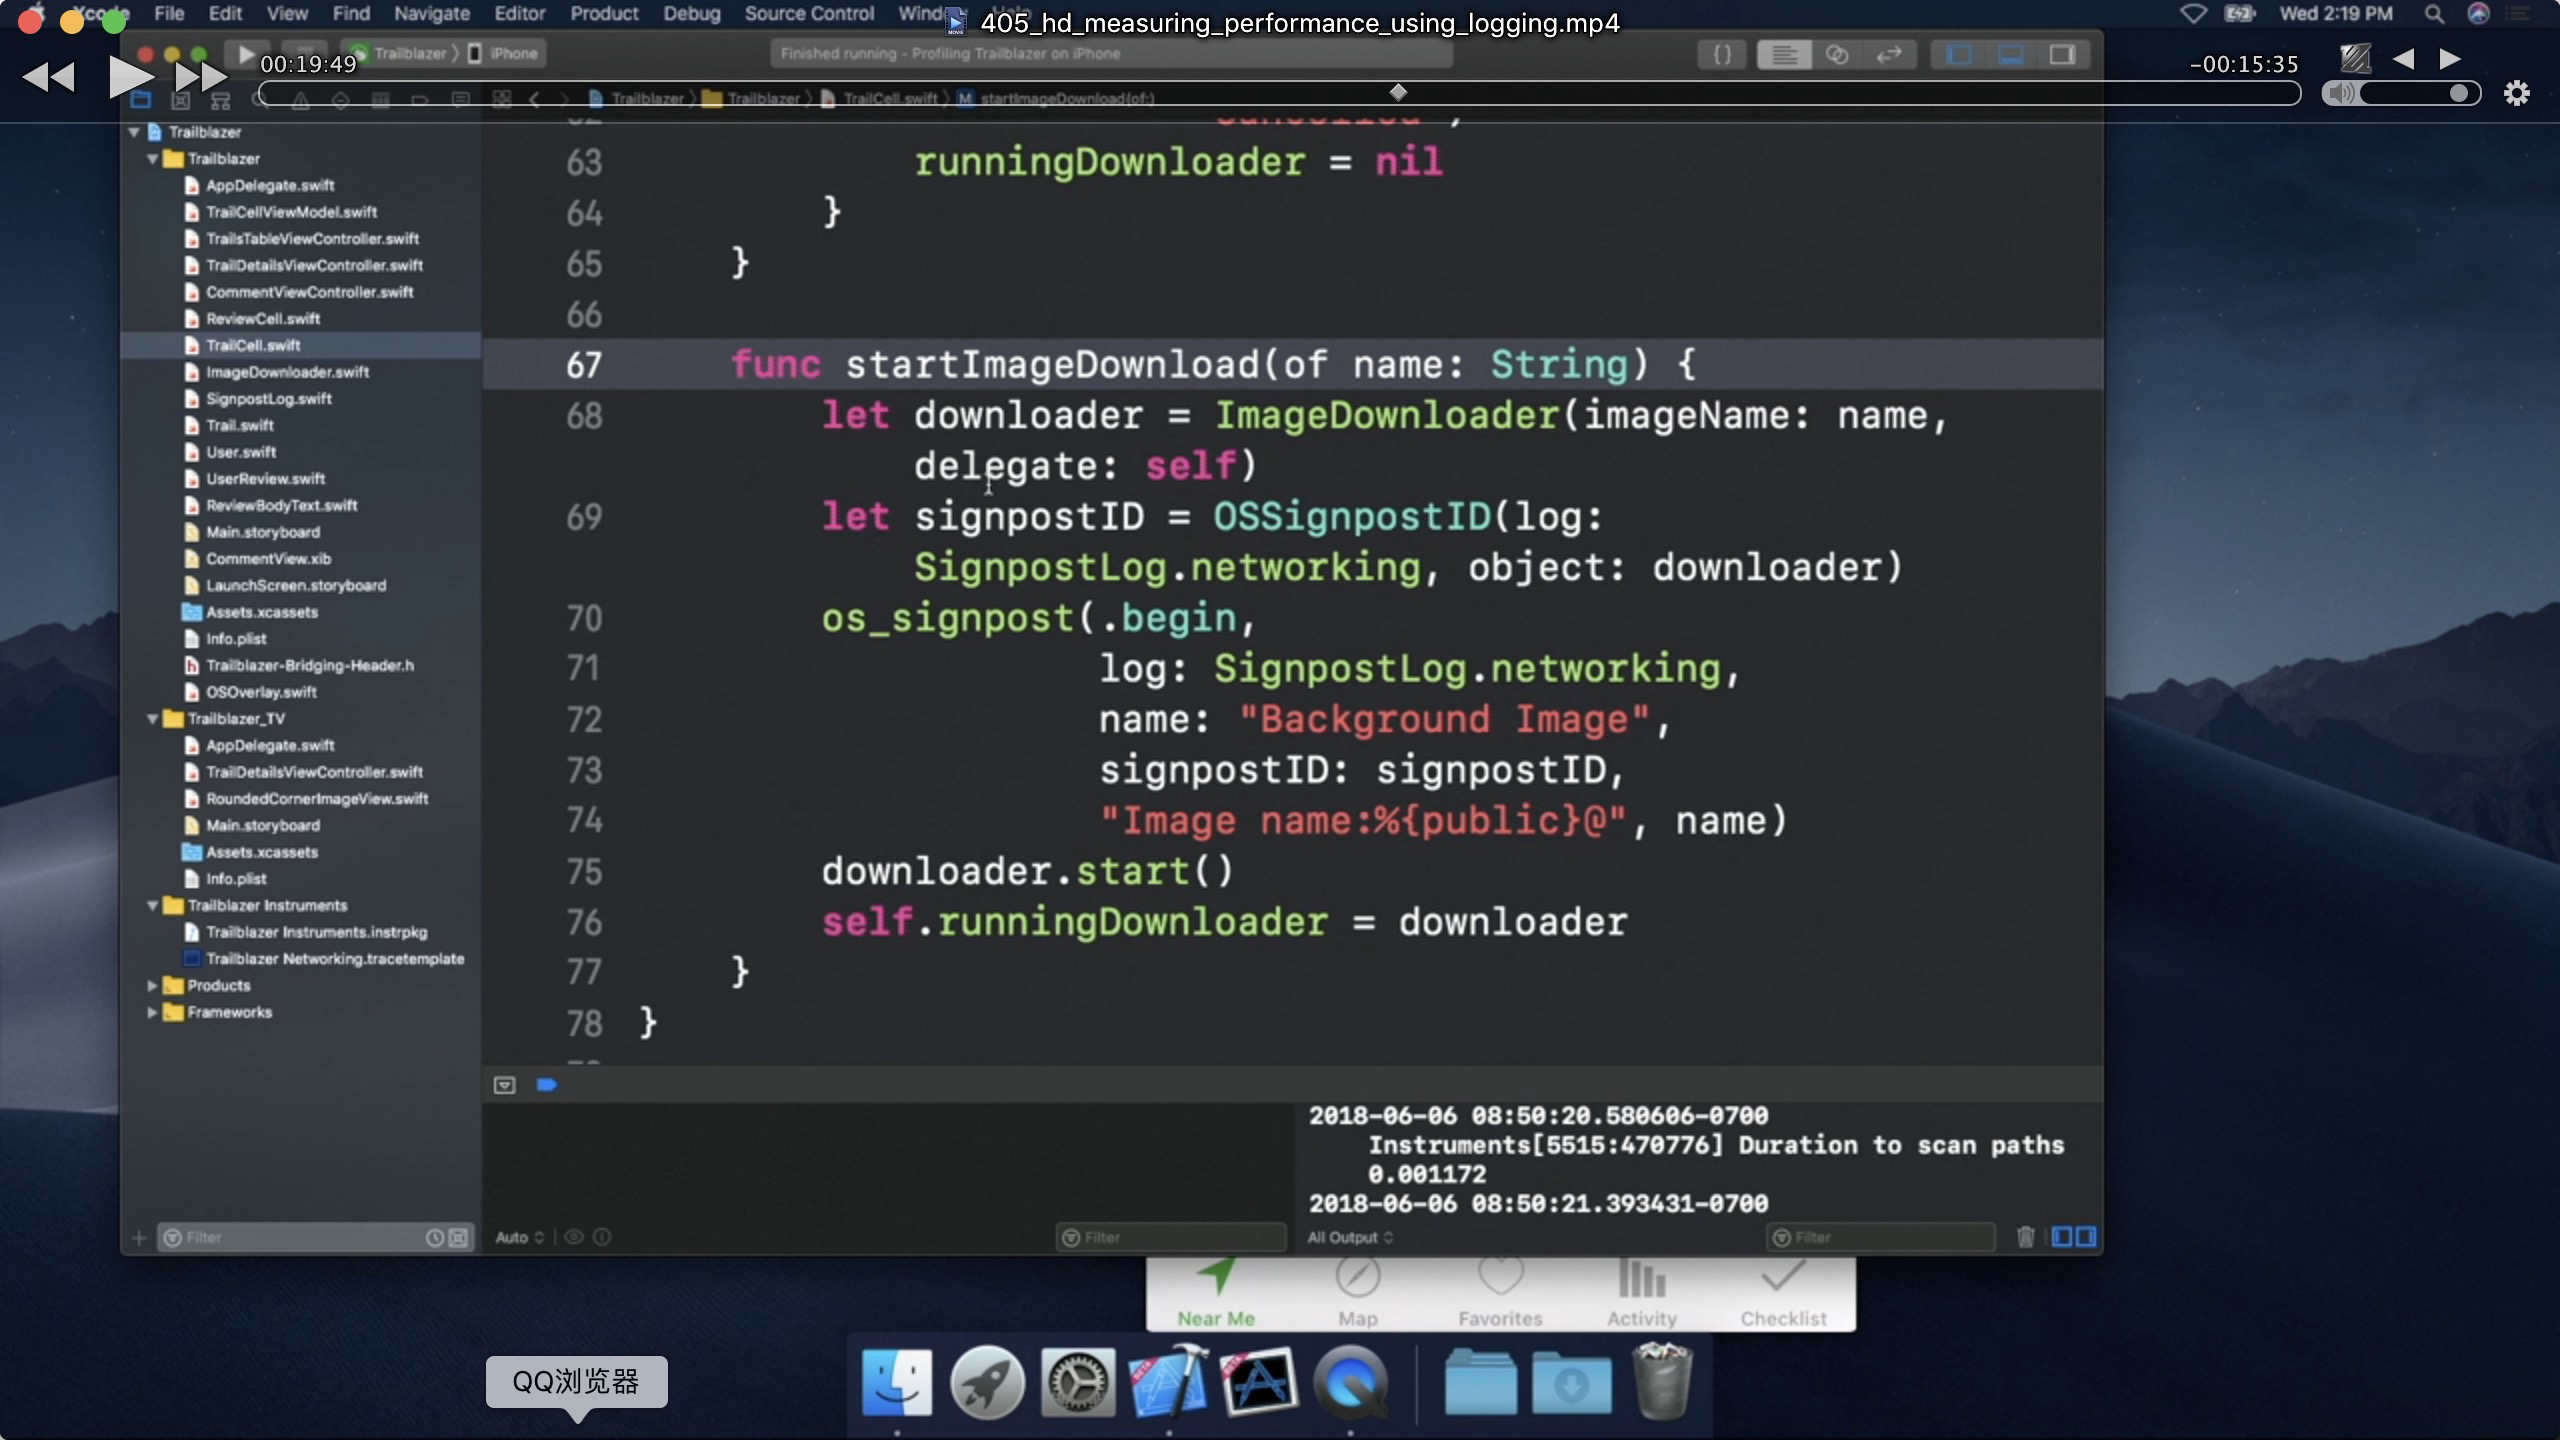 Xcode File Edit View Find Navigate Editor Product Debug Source Control Window Help Wed 2:19 PM
405_hd_measuring_performance_using_logging.mp4
Trailblazer iPhone Finished running - Profiling Trailblazer on iPhone { }
00:19:49 -00:15:35
Trailblazer Trailblazer TrailCell.swift M startImageDownload(of:)
Trailblazer
Trailblazer
AppDelegate.swift
TrailCellViewModel.swift
TrailsTableViewController.swift
TrailDetailsViewController.swift
CommentViewController.swift
ReviewCell.swift
TrailCell.swift
ImageDownloader.swift
SignpostLog.swift
Trail.swift
User.swift
UserReview.swift
ReviewBodyText.swift
Main.storyboard
CommentView.xib
LaunchScreen.storyboard
Assets.xcassets
Info.plist
h Trailblazer-Bridging-Header.h
OSOverlay.swift
Trailblazer_TV
AppDelegate.swift
TrailDetailsViewController.swift
RoundedCornerImageView.swift
Main.storyboard
Assets.xcassets
Info.plist
Trailblazer Instruments
Trailblazer Instruments.instrpkg
Trailblazer Networking.tracetemplate
Products
Frameworks
Filter
63 runningDownloader = nil
64 }
65 }
66
67 func startImageDownload(of name: String) {
68 let downloader = ImageDownloader(imageName: name,
delegate: self)
69 let signpostID = OSSignpostID(log:
SignpostLog.networking, object: downloader)
70 os_signpost(.begin,
71 log: SignpostLog.networking,
72 name: "Background Image",
73 signpostID: signpostID,
74 "Image name:%{public}@", name)
75 downloader.start()
76 self.runningDownloader = downloader
77 }
78 }
2018-06-06 08:50:20.580606-0700
Instruments[5515:470776] Duration to scan paths
0.001172
2018-06-06 08:50:21.393431-0700
Auto Filter All Output Filter
Near Me Map Favorites Activity Checklist
QQ浏览器